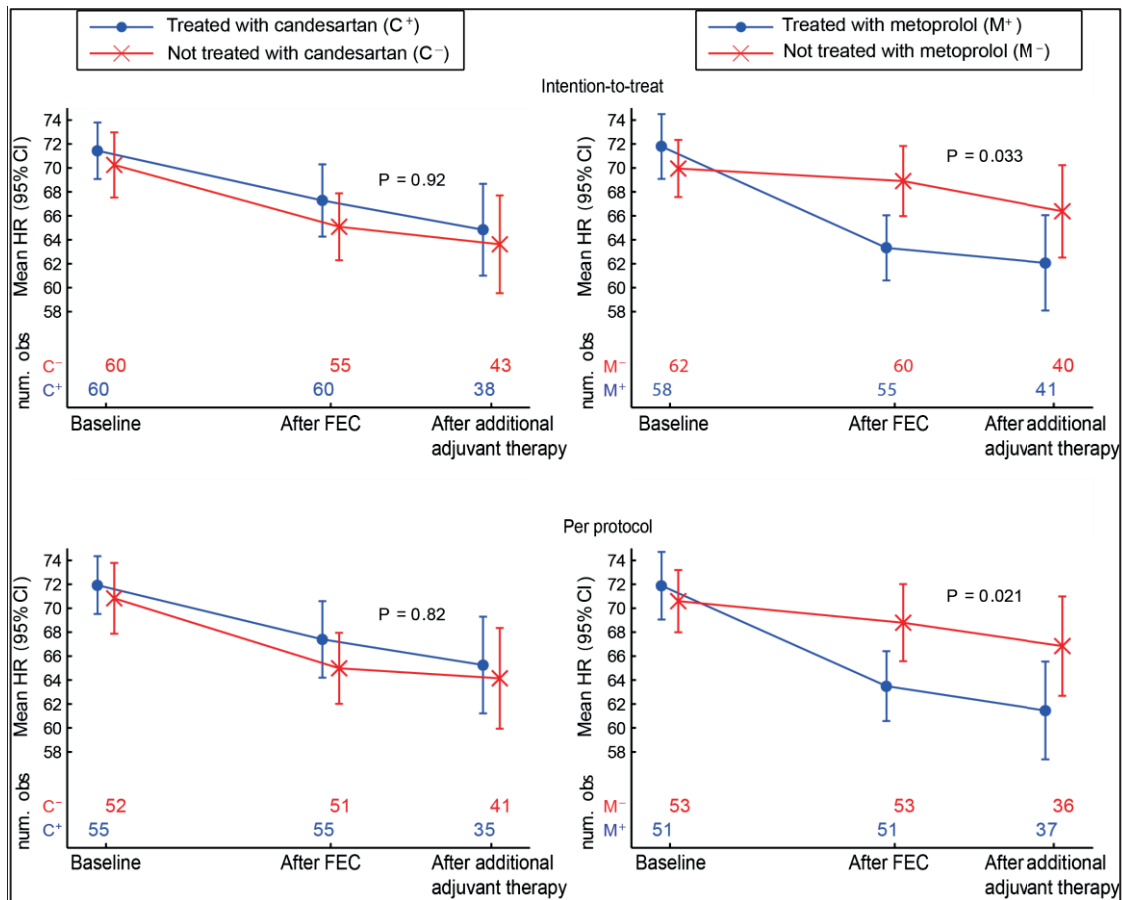 Treated with candesartan (C⁺)
Not treated with candesartan (C⁻)
Treated with metoprolol (M⁺)
Not treated with metoprolol (M⁻)
Intention-to-treat
Mean HR (95% CI)
74
72
70
68
66
64
62
60
58
P = 0.92
num. obs
C⁻ 60 55 43
C⁺ 60 60 38
Baseline After FEC After additional
adjuvant therapy
Mean HR (95% CI)
74
72
70
68
66
64
62
60
58
P = 0.033
num. obs
M⁻ 62 60 40
M⁺ 58 55 41
Baseline After FEC After additional
adjuvant therapy
Per protocol
Mean HR (95% CI)
74
72
70
68
66
64
62
60
58
P = 0.82
num. obs
C⁻ 52 51 41
C⁺ 55 55 35
Baseline After FEC After additional
adjuvant therapy
Mean HR (95% CI)
74
72
70
68
66
64
62
60
58
P = 0.021
num. obs
M⁻ 53 53 36
M⁺ 51 51 37
Baseline After FEC After additional
adjuvant therapy